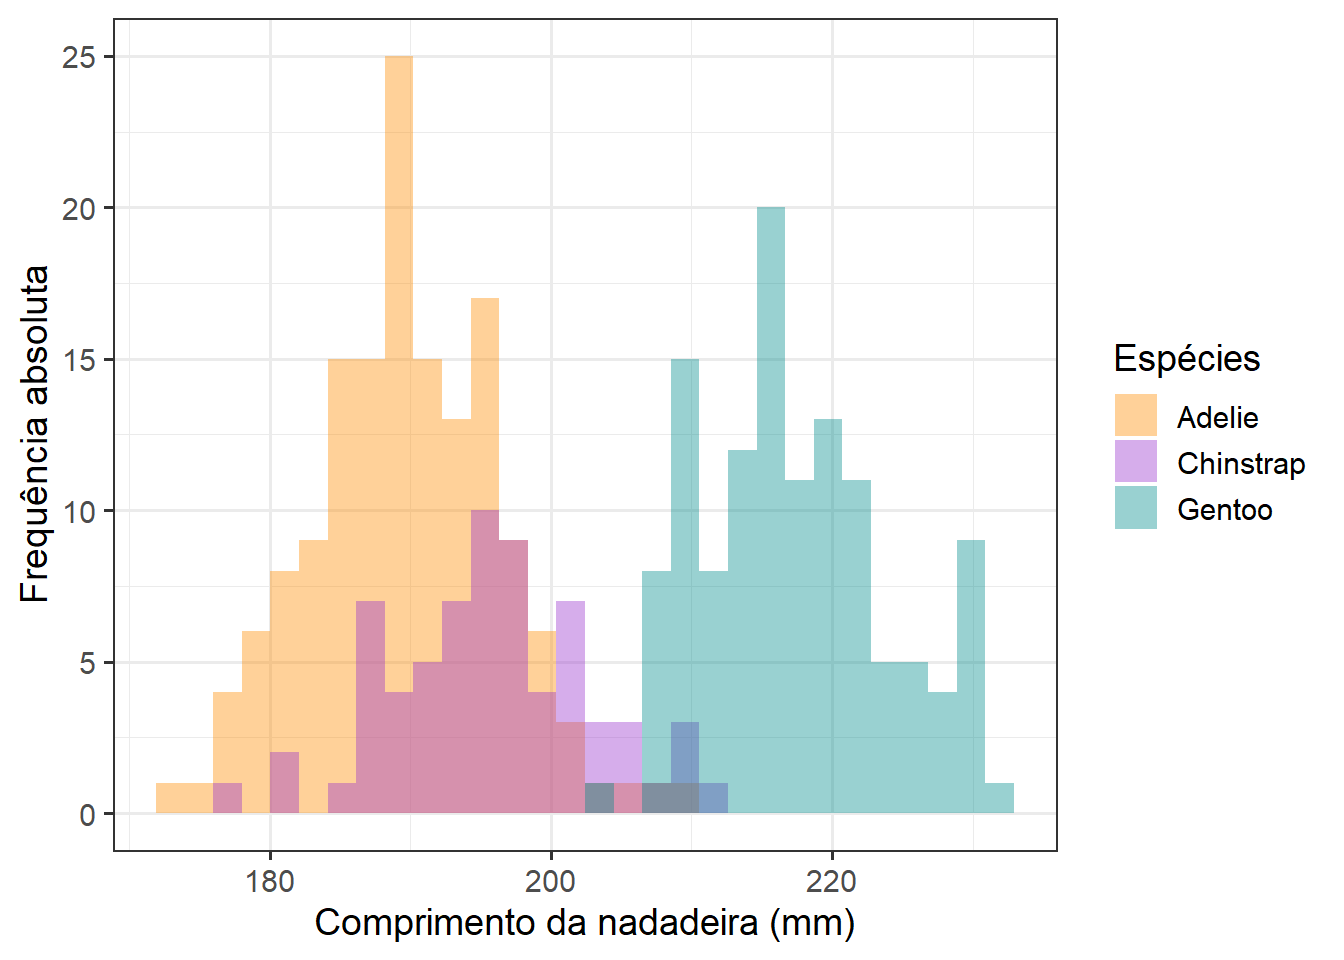 25
20
15
10
5
0
Frequência absoluta
180
200
220
Comprimento da nadadeira (mm)
Espécies
Adelie
Chinstrap
Gentoo